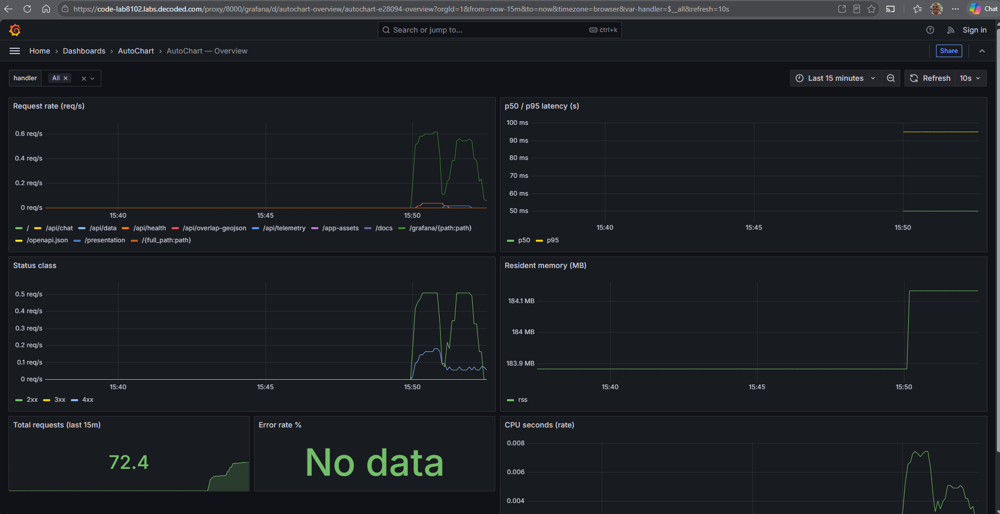 https://code-lab8102.labs.decoded.com/proxy/8000/grafana/d/autochart-overview/autochart-e28094-overview?orgId=1&from=now-15m&to=now&timezone=browser&var-handler=$__all&refresh=10s
Chat
Search or jump to...
ctrl+k
Sign in
Home › Dashboards › AutoChart › AutoChart — Overview
Share
handler
All
Last 15 minutes
Refresh
10s
Request rate (req/s)
0.6 req/s
0.4 req/s
0.2 req/s
0 req/s
15:40
15:45
15:50
/ /api/chat /api/data /api/health /api/overlap-geojson /api/telemetry /app-assets /docs /grafana/{path:path}
/openapi.json /presentation /{full_path:path}
p50 / p95 latency (s)
100 ms
90 ms
80 ms
70 ms
60 ms
50 ms
15:40
15:45
15:50
p50 p95
Status class
0.5 req/s
0.4 req/s
0.3 req/s
0.2 req/s
0.1 req/s
0 req/s
15:40
15:45
15:50
2xx 3xx 4xx
Resident memory (MB)
184.1 MB
184 MB
183.9 MB
15:40
15:45
15:50
rss
Total requests (last 15m)
72.4
Error rate %
No data
CPU seconds (rate)
0.008
0.006
0.004